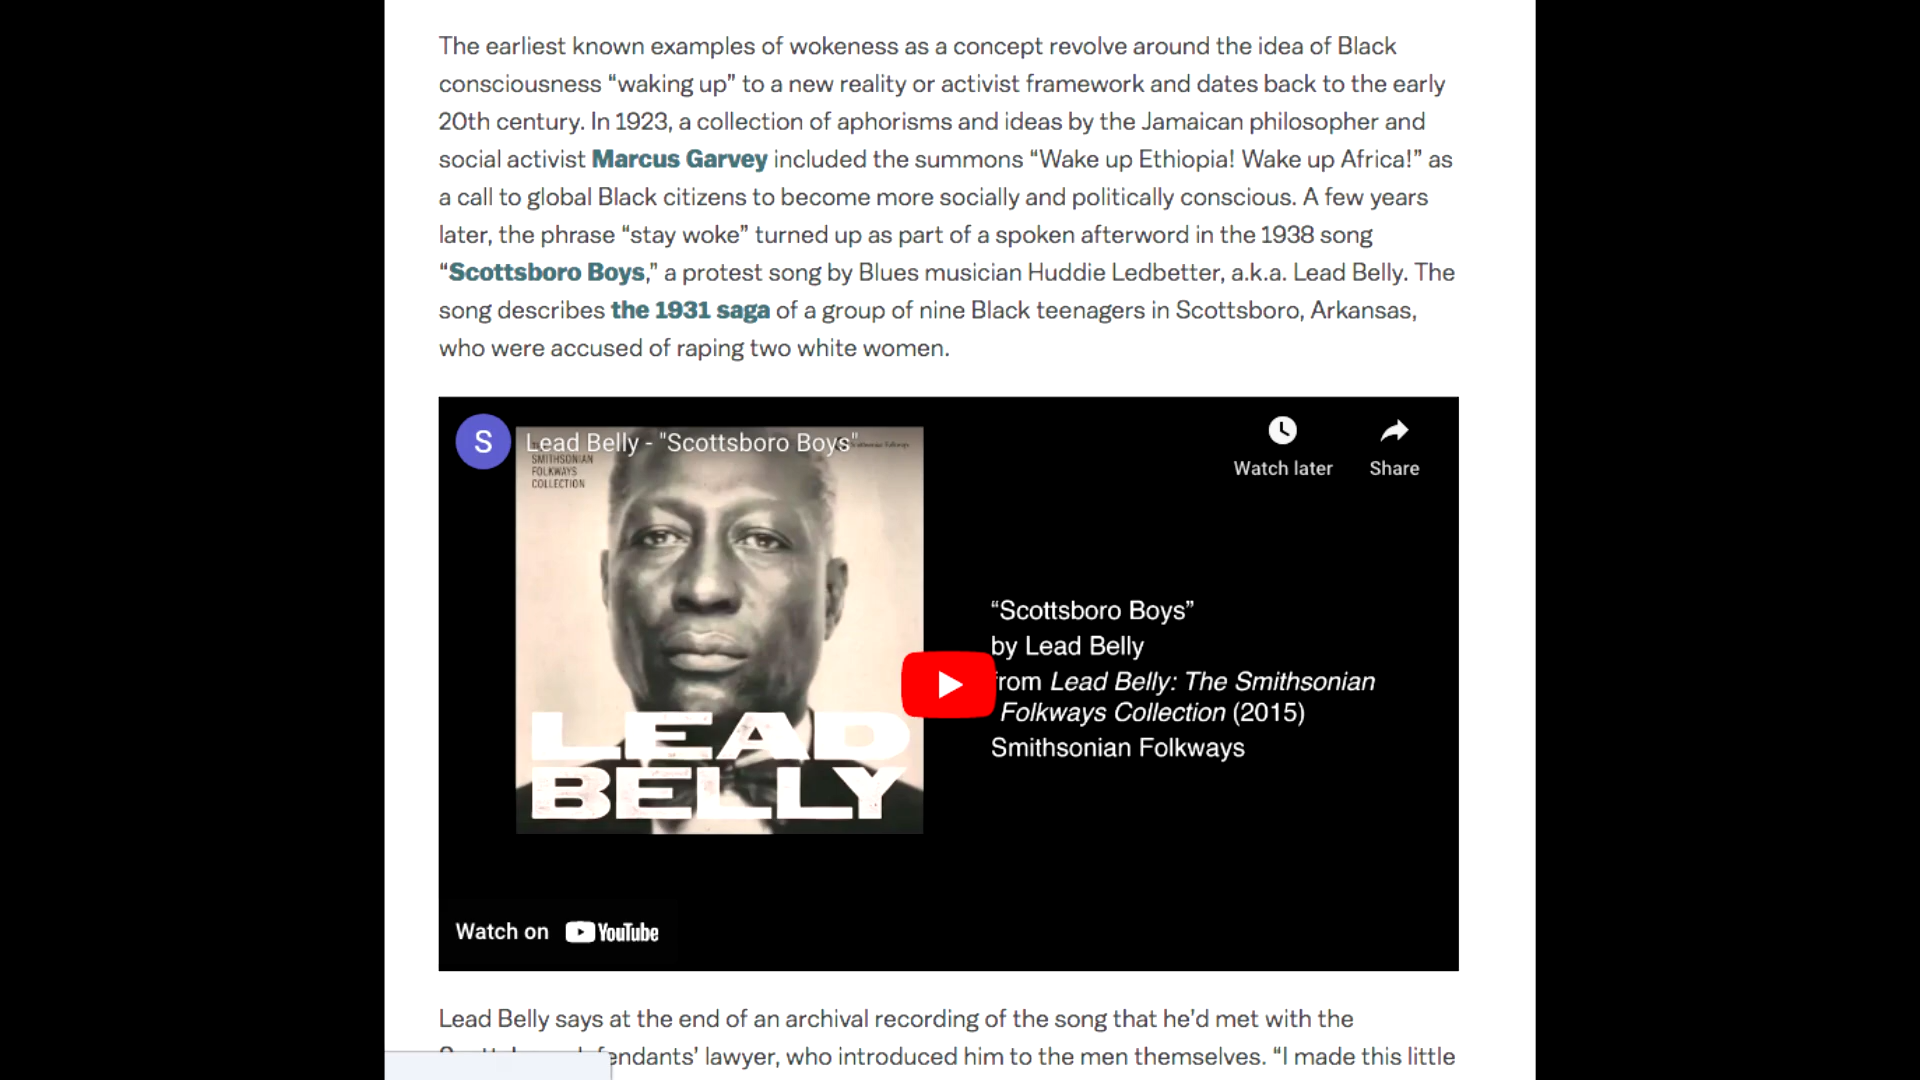 The earliest known examples of wokeness as a concept revolve around the idea of Black
consciousness “waking up” to a new reality or activist framework and dates back to the early
20th century. In 1923, a collection of aphorisms and ideas by the Jamaican philosopher and
social activist Marcus Garvey included the summons “Wake up Ethiopia! Wake up Africa!” as
a call to global Black citizens to become more socially and politically conscious. A few years
later, the phrase “stay woke” turned up as part of a spoken afterword in the 1938 song
“Scottsboro Boys,” a protest song by Blues musician Huddie Ledbetter, a.k.a. Lead Belly. The
song describes the 1931 saga of a group of nine Black teenagers in Scottsboro, Arkansas,
who were accused of raping two white women.
S
Lead Belly - "Scottsboro Boys"
Watch later
Share
SMITHSONIAN
FOLKWAYS
COLLECTION
LEAD
BELLY
“Scottsboro Boys”
by Lead Belly
from Lead Belly: The Smithsonian
Folkways Collection (2015)
Smithsonian Folkways
Watch on YouTube
Lead Belly says at the end of an archival recording of the song that he’d met with the
lawyer, who introduced him to the men themselves. “I made this little